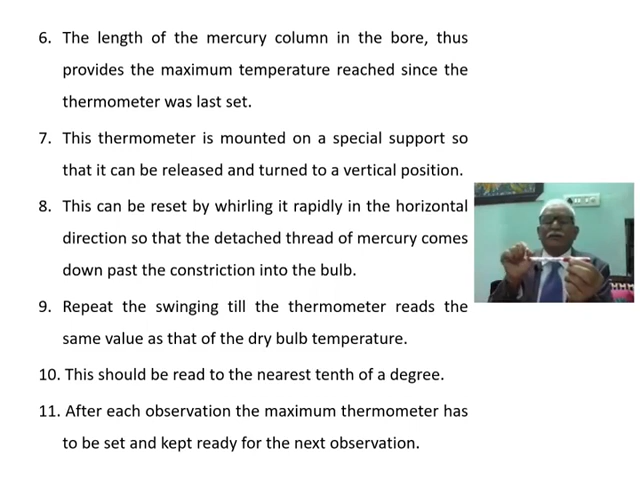 6. The length of the mercury column in the bore, thus
provides the maximum temperature reached since the
thermometer was last set.
7. This thermometer is mounted on a special support so
that it can be released and turned to a vertical position.
8. This can be reset by whirling it rapidly in the horizontal
direction so that the detached thread of mercury comes
down past the constriction into the bulb.
9. Repeat the swinging till the thermometer reads the
same value as that of the dry bulb temperature.
10. This should be read to the nearest tenth of a degree.
11. After each observation the maximum thermometer has
to be set and kept ready for the next observation.